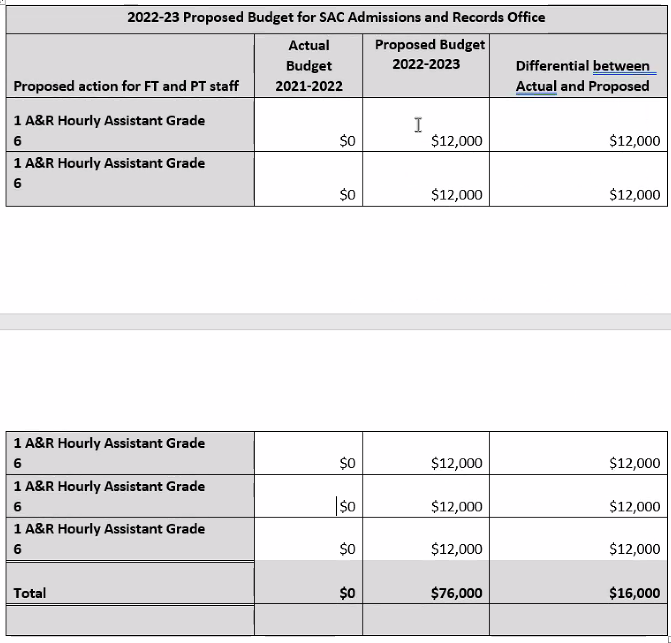 2022-23 Proposed Budget for SAC Admissions and Records Office
Proposed action for FT and PT staff
Actual
Budget
2021-2022
Proposed Budget
2022-2023
Differential between
Actual and Proposed
1 A&R Hourly Assistant Grade
6
$0 $12,000 $12,000
1 A&R Hourly Assistant Grade
6
$0 $12,000 $12,000
1 A&R Hourly Assistant Grade
6
$0 $12,000 $12,000
1 A&R Hourly Assistant Grade
6
$0 $12,000 $12,000
1 A&R Hourly Assistant Grade
6
$0 $12,000 $12,000
Total $0 $76,000 $16,000